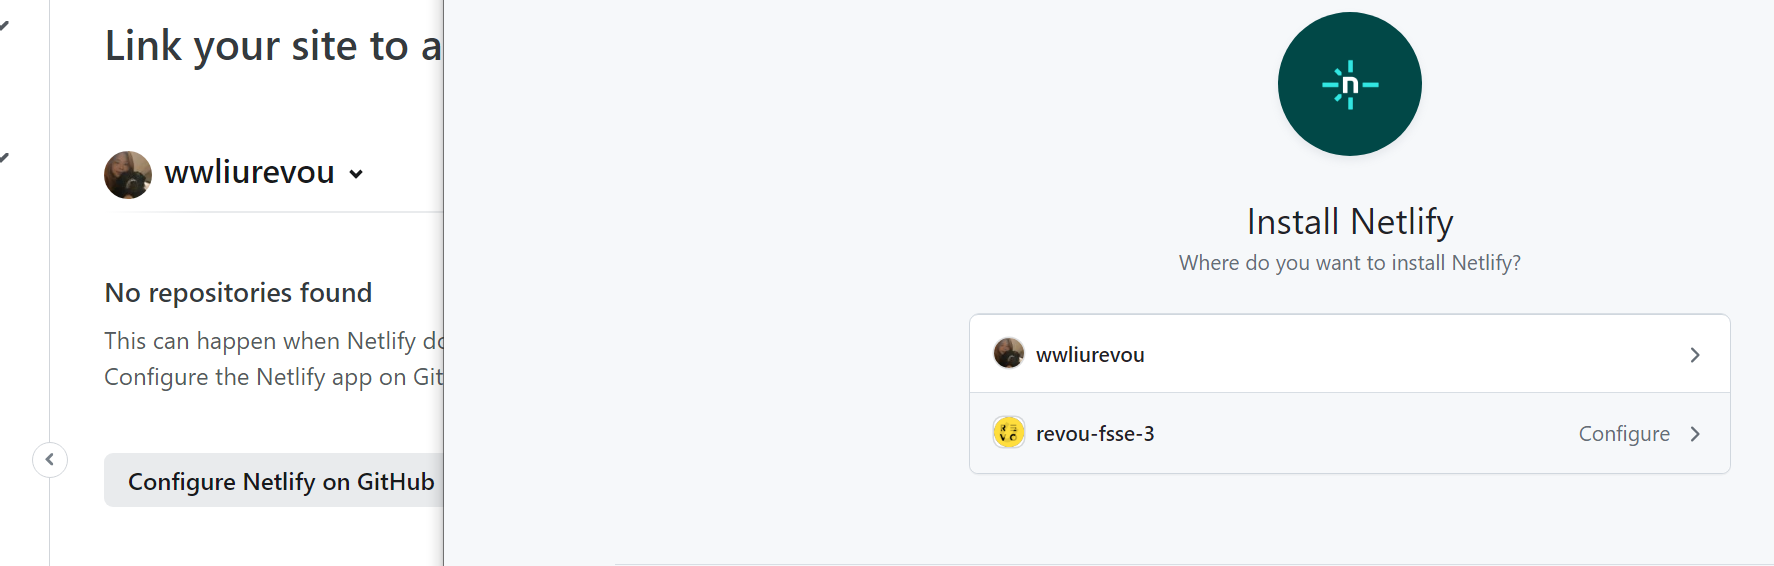 Link your site to a
wwliurevou
No repositories found
This can happen when Netlify do
Configure the Netlify app on Git
Configure Netlify on GitHub
n
Install Netlify
Where do you want to install Netlify?
wwliurevou
revou-fsse-3
Configure